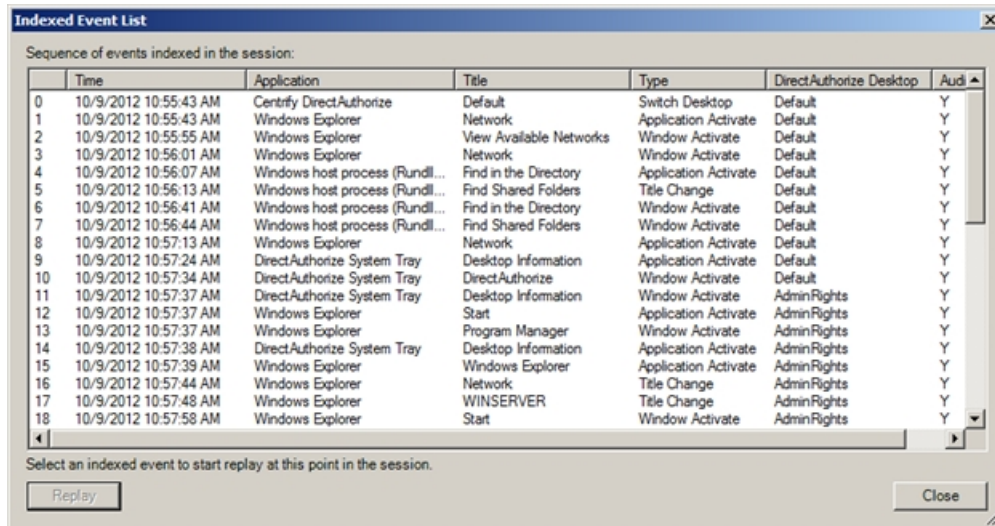 Indexed Event List
Sequence of events indexed in the session:
Time Application Title Type DirectAuthorize Desktop Audi
0 10/9/2012 10:55:43 AM Centrify DirectAuthorize Default Switch Desktop Default Y
1 10/9/2012 10:55:43 AM Windows Explorer Network Application Activate Default Y
2 10/9/2012 10:55:55 AM Windows Explorer View Available Networks Window Activate Default Y
3 10/9/2012 10:56:01 AM Windows Explorer Network Window Activate Default Y
4 10/9/2012 10:56:07 AM Windows host process (Rundll... Find in the Directory Application Activate Default Y
5 10/9/2012 10:56:13 AM Windows host process (Rundll... Find Shared Folders Title Change Default Y
6 10/9/2012 10:56:41 AM Windows host process (Rundll... Find in the Directory Window Activate Default Y
7 10/9/2012 10:56:44 AM Windows host process (Rundll... Find Shared Folders Window Activate Default Y
8 10/9/2012 10:57:13 AM Windows Explorer Network Application Activate Default Y
9 10/9/2012 10:57:24 AM DirectAuthorize System Tray Desktop Information Application Activate Default Y
10 10/9/2012 10:57:34 AM DirectAuthorize System Tray DirectAuthorize Window Activate Default Y
11 10/9/2012 10:57:37 AM DirectAuthorize System Tray Desktop Information Window Activate AdminRights Y
12 10/9/2012 10:57:37 AM Windows Explorer Start Application Activate AdminRights Y
13 10/9/2012 10:57:37 AM Windows Explorer Program Manager Window Activate AdminRights Y
14 10/9/2012 10:57:38 AM DirectAuthorize System Tray Desktop Information Application Activate AdminRights Y
15 10/9/2012 10:57:39 AM Windows Explorer Windows Explorer Application Activate AdminRights Y
16 10/9/2012 10:57:44 AM Windows Explorer Network Title Change AdminRights Y
17 10/9/2012 10:57:48 AM Windows Explorer WINSERVER Title Change AdminRights Y
18 10/9/2012 10:57:58 AM Windows Explorer Start Window Activate AdminRights Y
Select an indexed event to start replay at this point in the session.
Replay Close